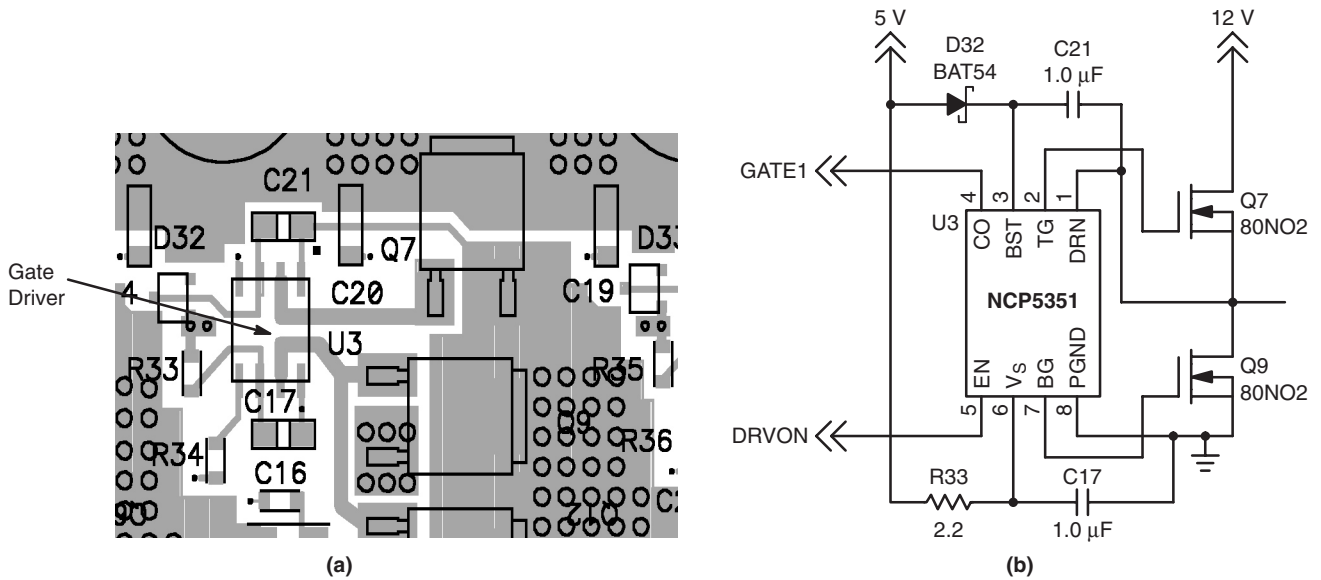 C21
D32
Q7
D33
Gate
Driver
4
C20
C19
U3
R33
R35
C17
Q9
R34
R36
C16
Q12
(a)
5 V
12 V
D32
BAT54
C21
1.0 μF
GATE1
4
3
2
1
U3
CO
BST
TG
DRN
Q7
80NO2
NCP5351
EN
VS
BG
PGND
Q9
80NO2
5
6
7
8
DRVON
R33
2.2
C17
1.0 μF
(b)